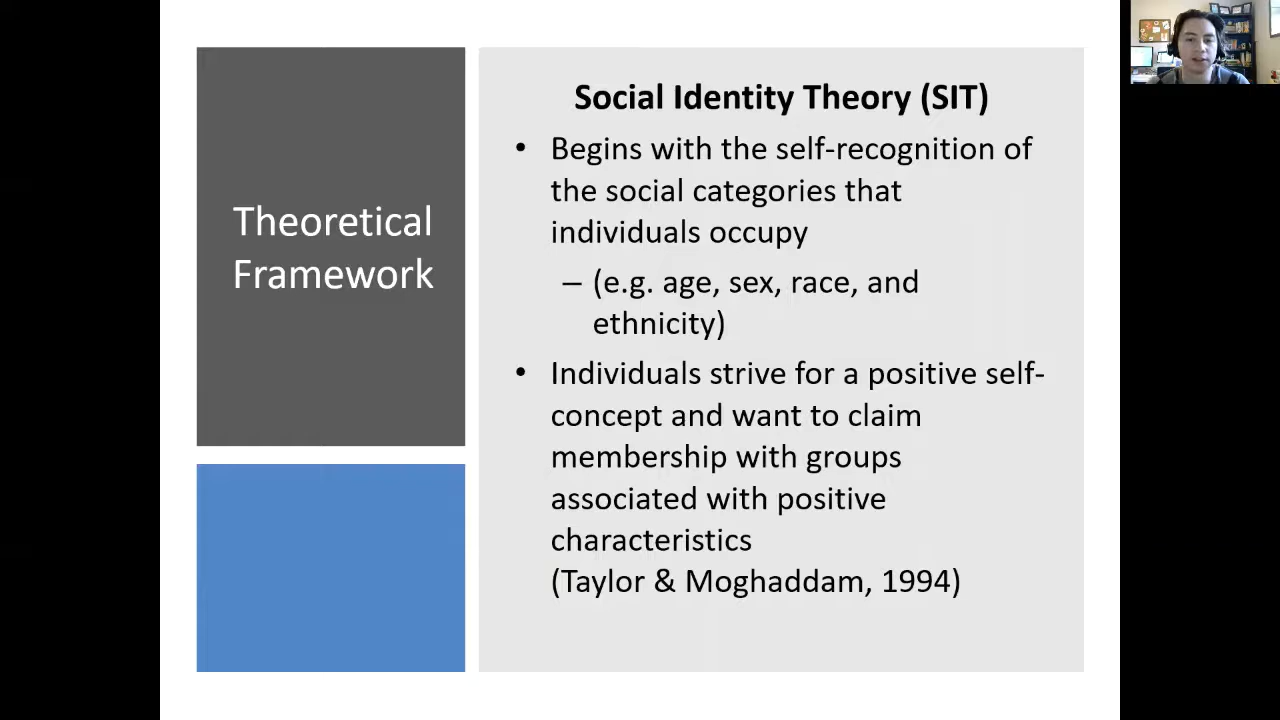 Theoretical
Framework
Social Identity Theory (SIT)
• Begins with the self-recognition of
the social categories that
individuals occupy
– (e.g. age, sex, race, and
ethnicity)
• Individuals strive for a positive self-
concept and want to claim
membership with groups
associated with positive
characteristics
(Taylor & Moghaddam, 1994)